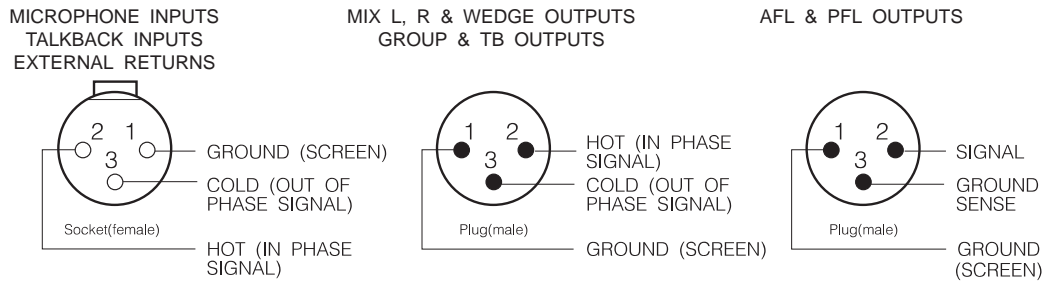 MICROPHONE INPUTS
TALKBACK INPUTS
EXTERNAL RETURNS
2 1
3
GROUND (SCREEN)
COLD (OUT OF
PHASE SIGNAL)
Socket(female)
HOT (IN PHASE
SIGNAL)
MIX L, R & WEDGE OUTPUTS
GROUP & TB OUTPUTS
1 2
3
HOT (IN PHASE
SIGNAL)
COLD (OUT OF
PHASE SIGNAL)
Plug(male)
GROUND (SCREEN)
AFL & PFL OUTPUTS
1 2
3
SIGNAL
GROUND
SENSE
Plug(male)
GROUND
(SCREEN)